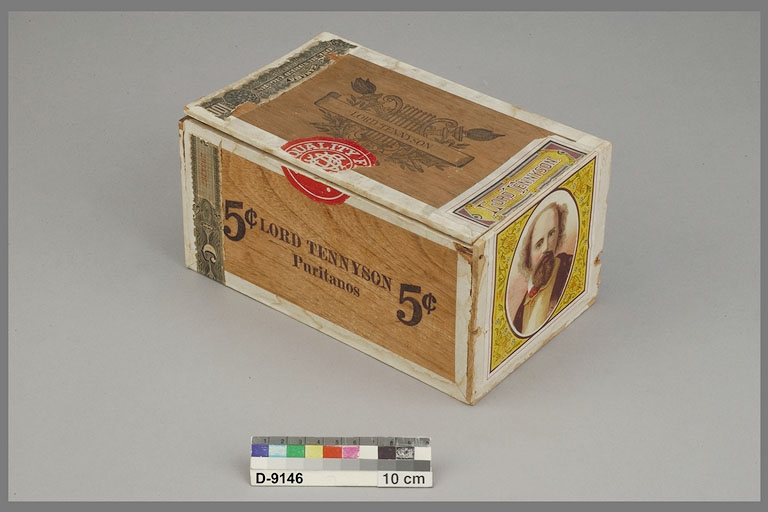 LORD TENNYSON
QUALITY F
LORD TENNYSON
5¢
LORD TENNYSON
Puritanos
5¢
D-9146
10 cm